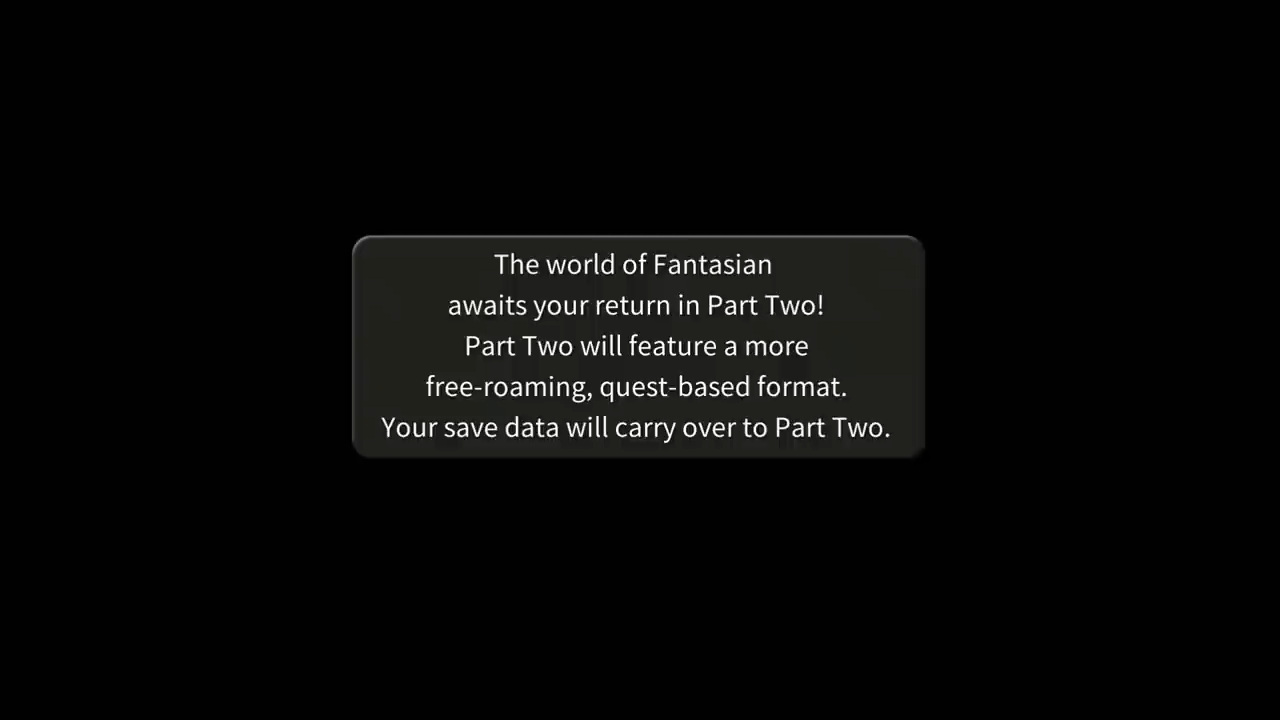 The world of Fantasian
awaits your return in Part Two!
Part Two will feature a more
free-roaming, quest-based format.
Your save data will carry over to Part Two.